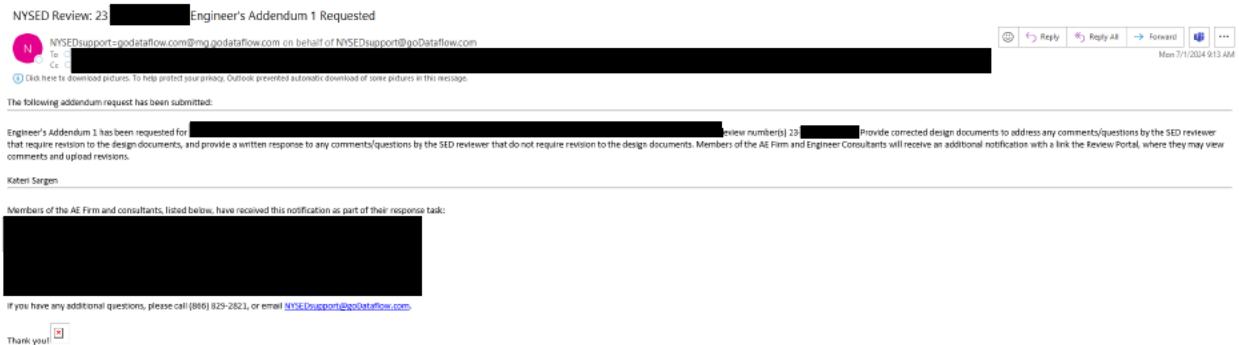 NYSED Review: 23 Engineer's Addendum 1 Requested
N
NYSEDsupport=godataflow.com@mg.godataflow.com on behalf of NYSEDsupport@goDataflow.com
To
Cc
Reply
Reply All
Forward
Mon 7/1/2024 9:13 AM
Click here to download pictures. To help protect your privacy, Outlook prevented automatic download of some pictures in this message.
The following addendum request has been submitted:
Engineer's Addendum 1 has been requested for eview number(s) 23- Provide corrected design documents to address any comments/questions by the SED reviewer
that require revision to the design documents, and provide a written response to any comments/questions by the SED reviewer that do not require revision to the design documents. Members of the AE Firm and Engineer Consultants will receive an additional notification with a link the Review Portal, where they may view
comments and upload revisions.
Kateri Sargen
Members of the AE Firm and consultants, listed below, have received this notification as part of their response task:
If you have any additional questions, please call (866) 829-2821, or email NYSEDsupport@goDataflow.com.
Thank you!